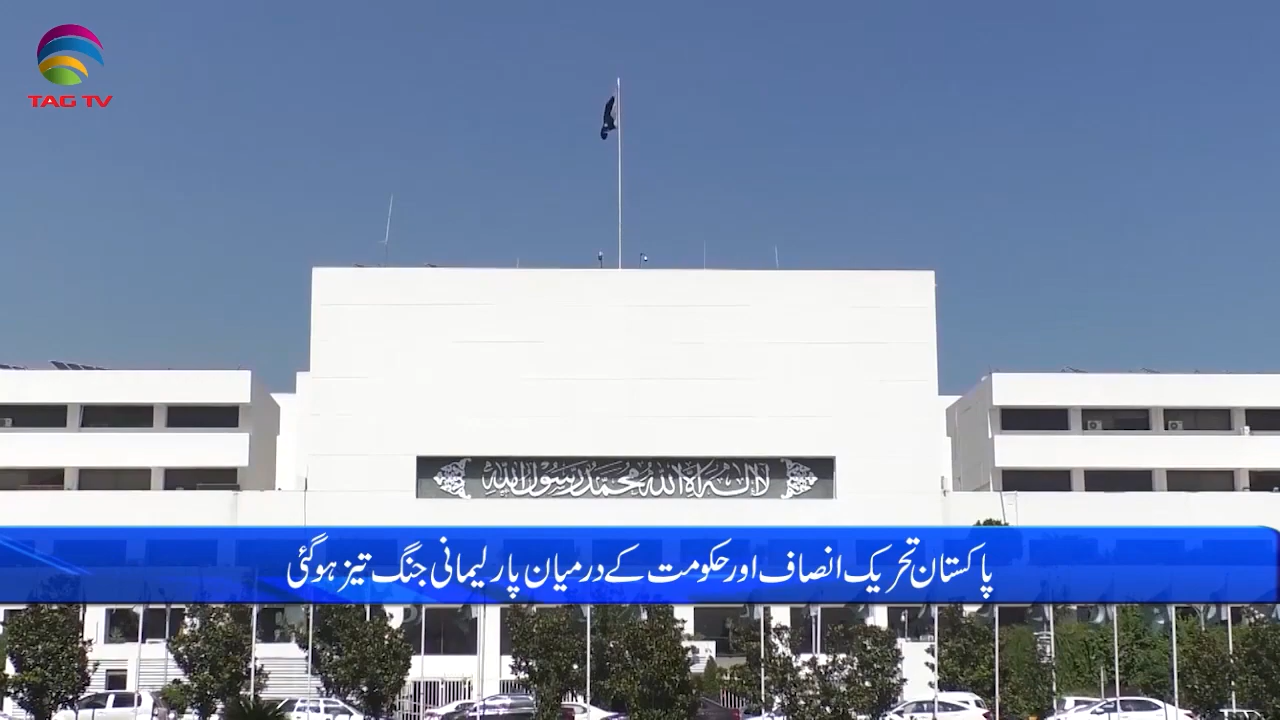 TAG TV
لا الہ الا اللہ محمد رسول اللہ
پاکستان تحریک انصاف اور حکومت کے درمیان پارلیمانی جنگ تیز ہوگئی